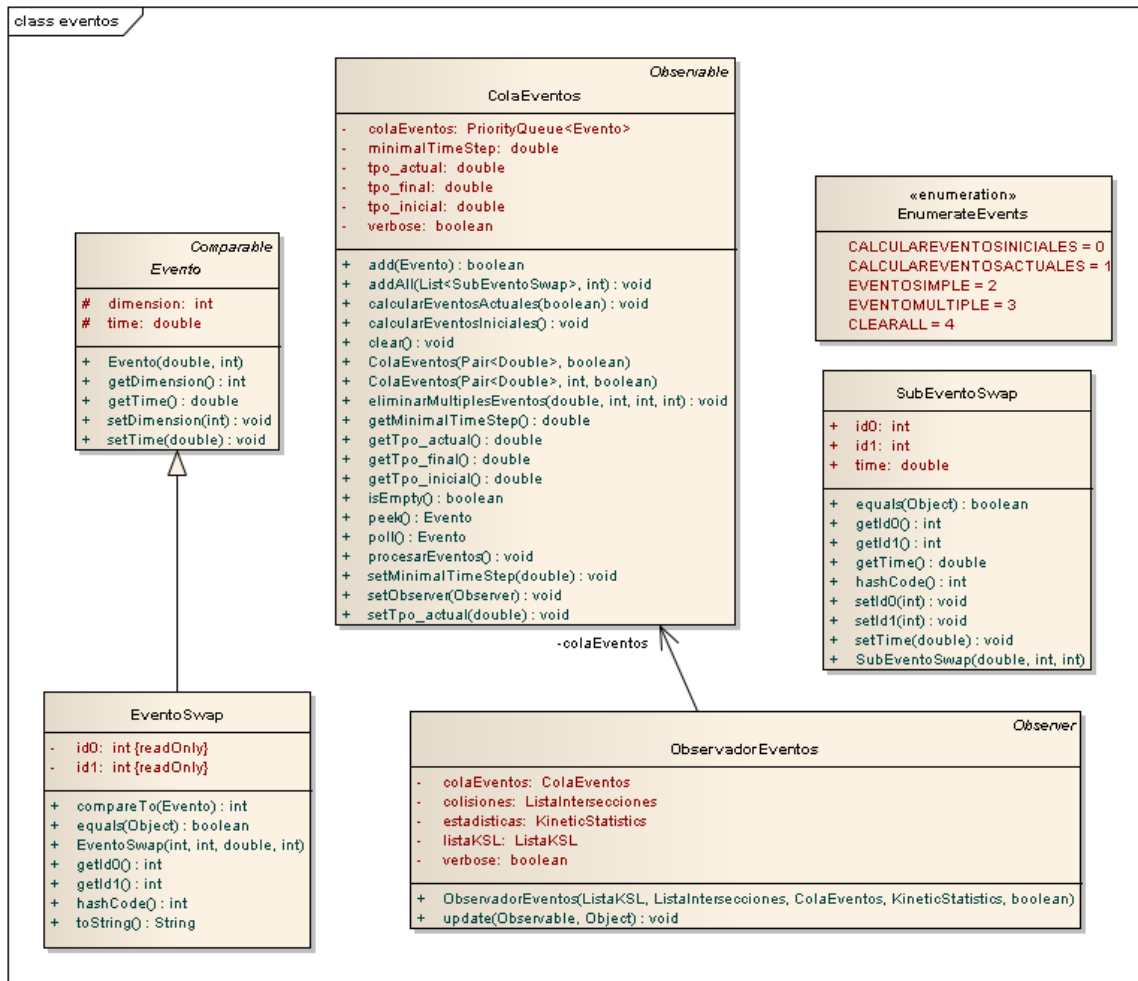 class eventos
Observable
ColaEventos
- colaEventos: PriorityQueue<Evento>
- minimalTimeStep: double
- tpo_actual: double
- tpo_final: double
- tpo_inicial: double
- verbose: boolean
+ add(Evento) : boolean
+ addAll(List<SubEventoSwap>, int) : void
+ calcularEventosActuales(boolean) : void
+ calcularEventosIniciales() : void
+ clear() : void
+ ColaEventos(Pair<Double>, boolean)
+ ColaEventos(Pair<Double>, int, boolean)
+ eliminarMultiplesEventos(double, int, int, int) : void
+ getMinimalTimeStep() : double
+ getTpo_actual() : double
+ getTpo_final() : double
+ getTpo_inicial() : double
+ isEmpty() : boolean
+ peek() : Evento
+ poll() : Evento
+ procesarEventos() : void
+ setMinimalTimeStep(double) : void
+ setObserver(Observer) : void
+ setTpo_actual(double) : void
«enumeration»
EnumerateEvents
CALCULAREVENTOSINICIALES = 0
CALCULAREVENTOSACTUALES = 1
EVENTOSIMPLE = 2
EVENTOMULTIPLE = 3
CLEARALL = 4
Comparable
Evento
# dimension: int
# time: double
+ Evento(double, int)
+ getDimension() : int
+ getTime() : double
+ setDimension(int) : void
+ setTime(double) : void
SubEventoSwap
+ id0: int
+ id1: int
+ time: double
+ equals(Object) : boolean
+ getId0() : int
+ getId1() : int
+ getTime() : double
+ hashCode() : int
+ setId0(int) : void
+ setId1(int) : void
+ setTime(double) : void
+ SubEventoSwap(double, int, int)
-colaEventos
EventoSwap
- id0: int {readOnly}
- id1: int {readOnly}
+ compareTo(Evento) : int
+ equals(Object) : boolean
+ EventoSwap(int, int, double, int)
+ getId0() : int
+ getId1() : int
+ hashCode() : int
+ toString() : String
Observer
ObservadorEventos
- colaEventos: ColaEventos
- colisiones: ListaIntersecciones
- estadisticas: KineticStatistics
- listaKSL: ListaKSL
- verbose: boolean
+ ObservadorEventos(ListaKSL, ListaIntersecciones, ColaEventos, KineticStatistics, boolean)
+ update(Observable, Object) : void